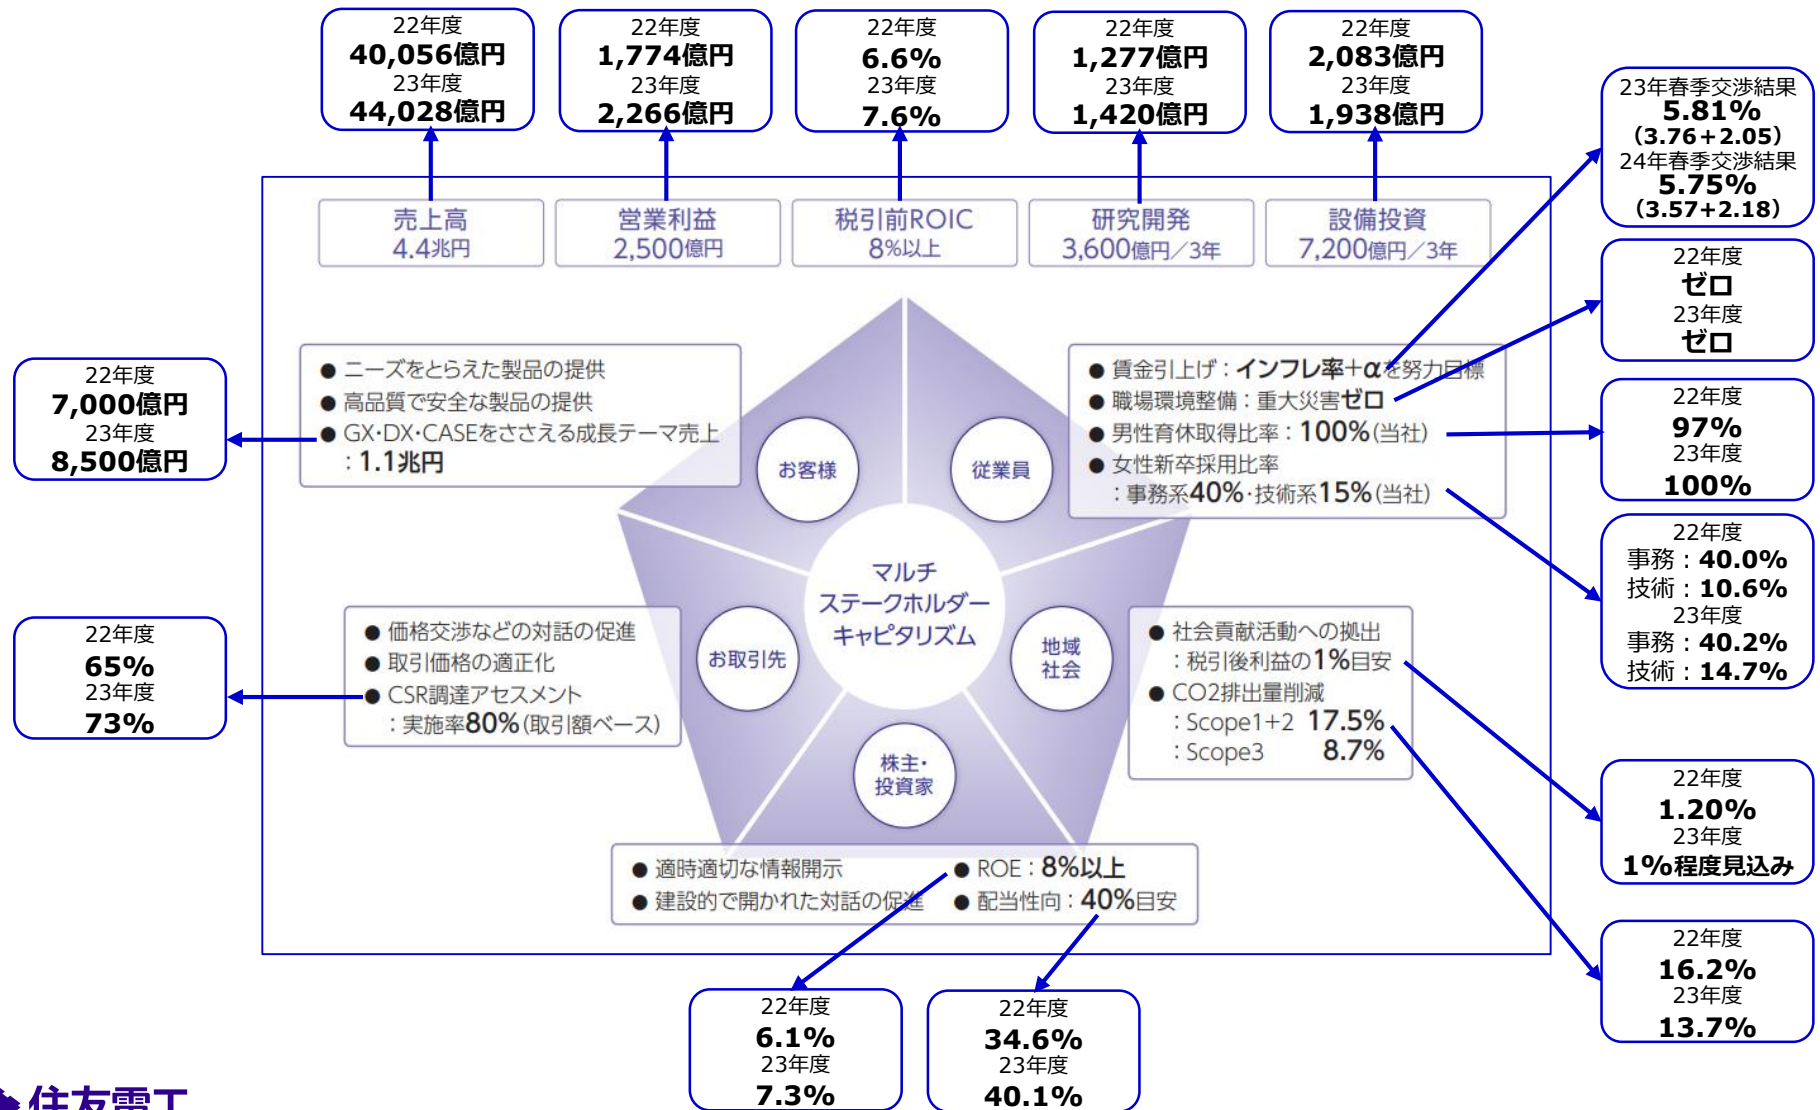 22年度
40,056億円
23年度
44,028億円
22年度
1,774億円
23年度
2,266億円
22年度
6.6%
23年度
7.6%
22年度
1,277億円
23年度
1,420億円
22年度
2,083億円
23年度
1,938億円
23年春季交渉結果
5.81%
(3.76+2.05)
24年春季交渉結果
5.75%
(3.57+2.18)
売上高
4.4兆円
営業利益
2,500億円
税引前ROIC
8%以上
研究開発
3,600億円／3年
設備投資
7,200億円／3年
22年度
ゼロ
23年度
ゼロ
22年度
7,000億円
23年度
8,500億円
● ニーズをとらえた製品の提供
● 高品質で安全な製品の提供
● GX・DX・CASEをささえる成長テーマ売上
：1.1兆円
お客様
従業員
● 賃金引上げ：インフレ率+αを努力目標
● 職場環境整備：重大災害ゼロ
● 男性育休取得比率：100%(当社)
● 女性新卒採用比率
：事務系40%・技術系15%(当社)
22年度
97%
23年度
100%
22年度
事務：40.0%
技術：10.6%
23年度
事務：40.2%
技術：14.7%
マルチ
ステークホルダー
キャピタリズム
22年度
65%
23年度
73%
● 価格交渉などの対話の促進
● 取引価格の適正化
● CSR調達アセスメント
：実施率80%(取引額ベース)
お取引先
地域
社会
● 社会貢献活動への拠出
：税引後利益の1%目安
● CO2排出量削減
：Scope1+2 17.5%
：Scope3 8.7%
株主・
投資家
22年度
1.20%
23年度
1%程度見込み
● 適時適切な情報開示
● 建設的で開かれた対話の促進
● ROE：8%以上
● 配当性向：40%目安
22年度
16.2%
23年度
13.7%
22年度
6.1%
23年度
7.3%
22年度
34.6%
23年度
40.1%
住友電工